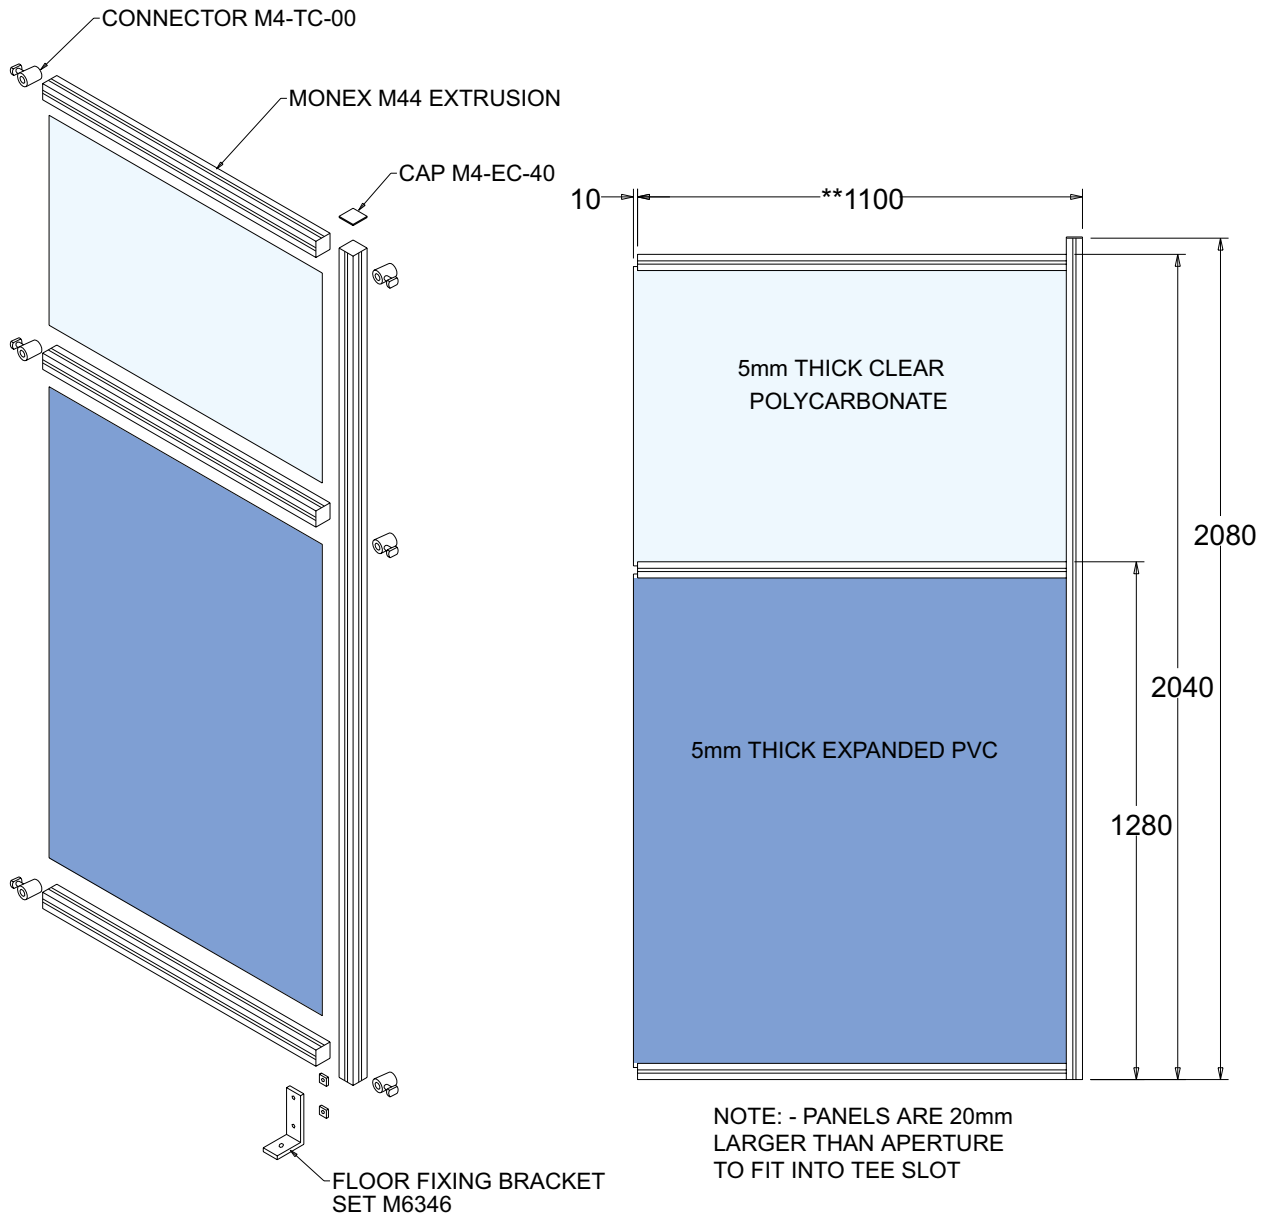 CONNECTOR M4-TC-00
MONEX M44 EXTRUSION
CAP M4-EC-40
10
**1100
5mm THICK CLEAR
POLYCARBONATE
2080
2040
5mm THICK EXPANDED PVC
1280
NOTE: - PANELS ARE 20mm
LARGER THAN APERTURE
TO FIT INTO TEE SLOT
FLOOR FIXING BRACKET
SET M6346